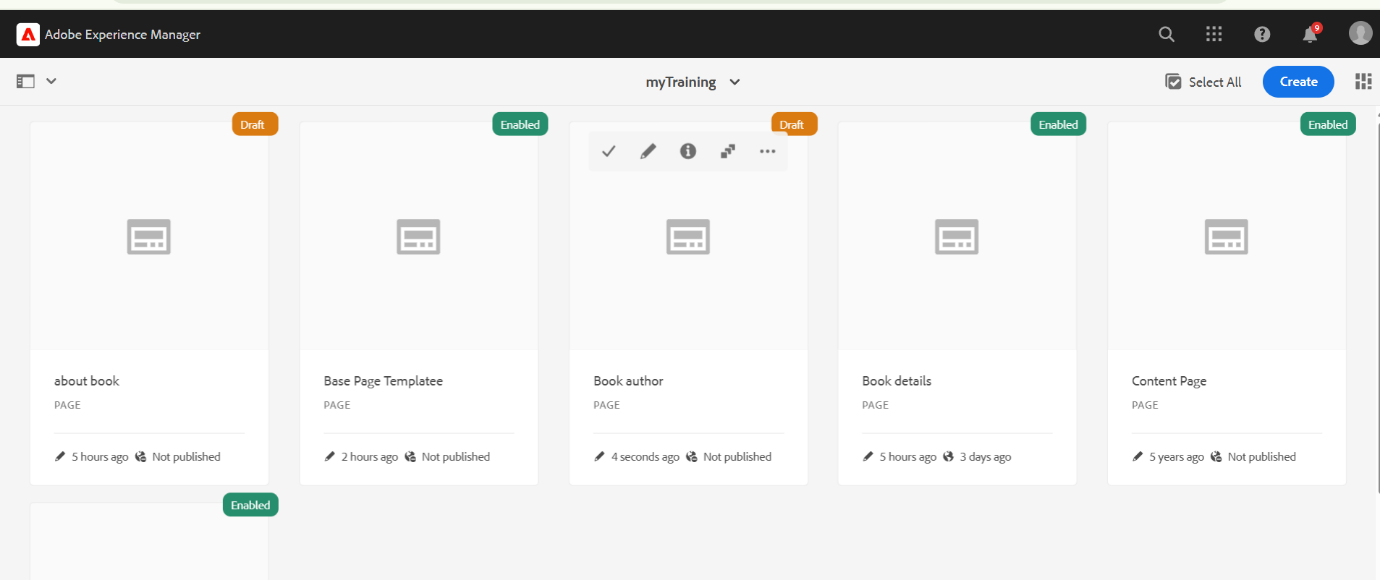 Adobe Experience Manager
9
myTraining
Select All
Create
Draft
Enabled
Draft
Enabled
Enabled
about book
PAGE
5 hours ago Not published
Base Page Templatee
PAGE
2 hours ago Not published
Book author
PAGE
4 seconds ago Not published
Book details
PAGE
5 hours ago 3 days ago
Content Page
PAGE
5 years ago Not published
Enabled